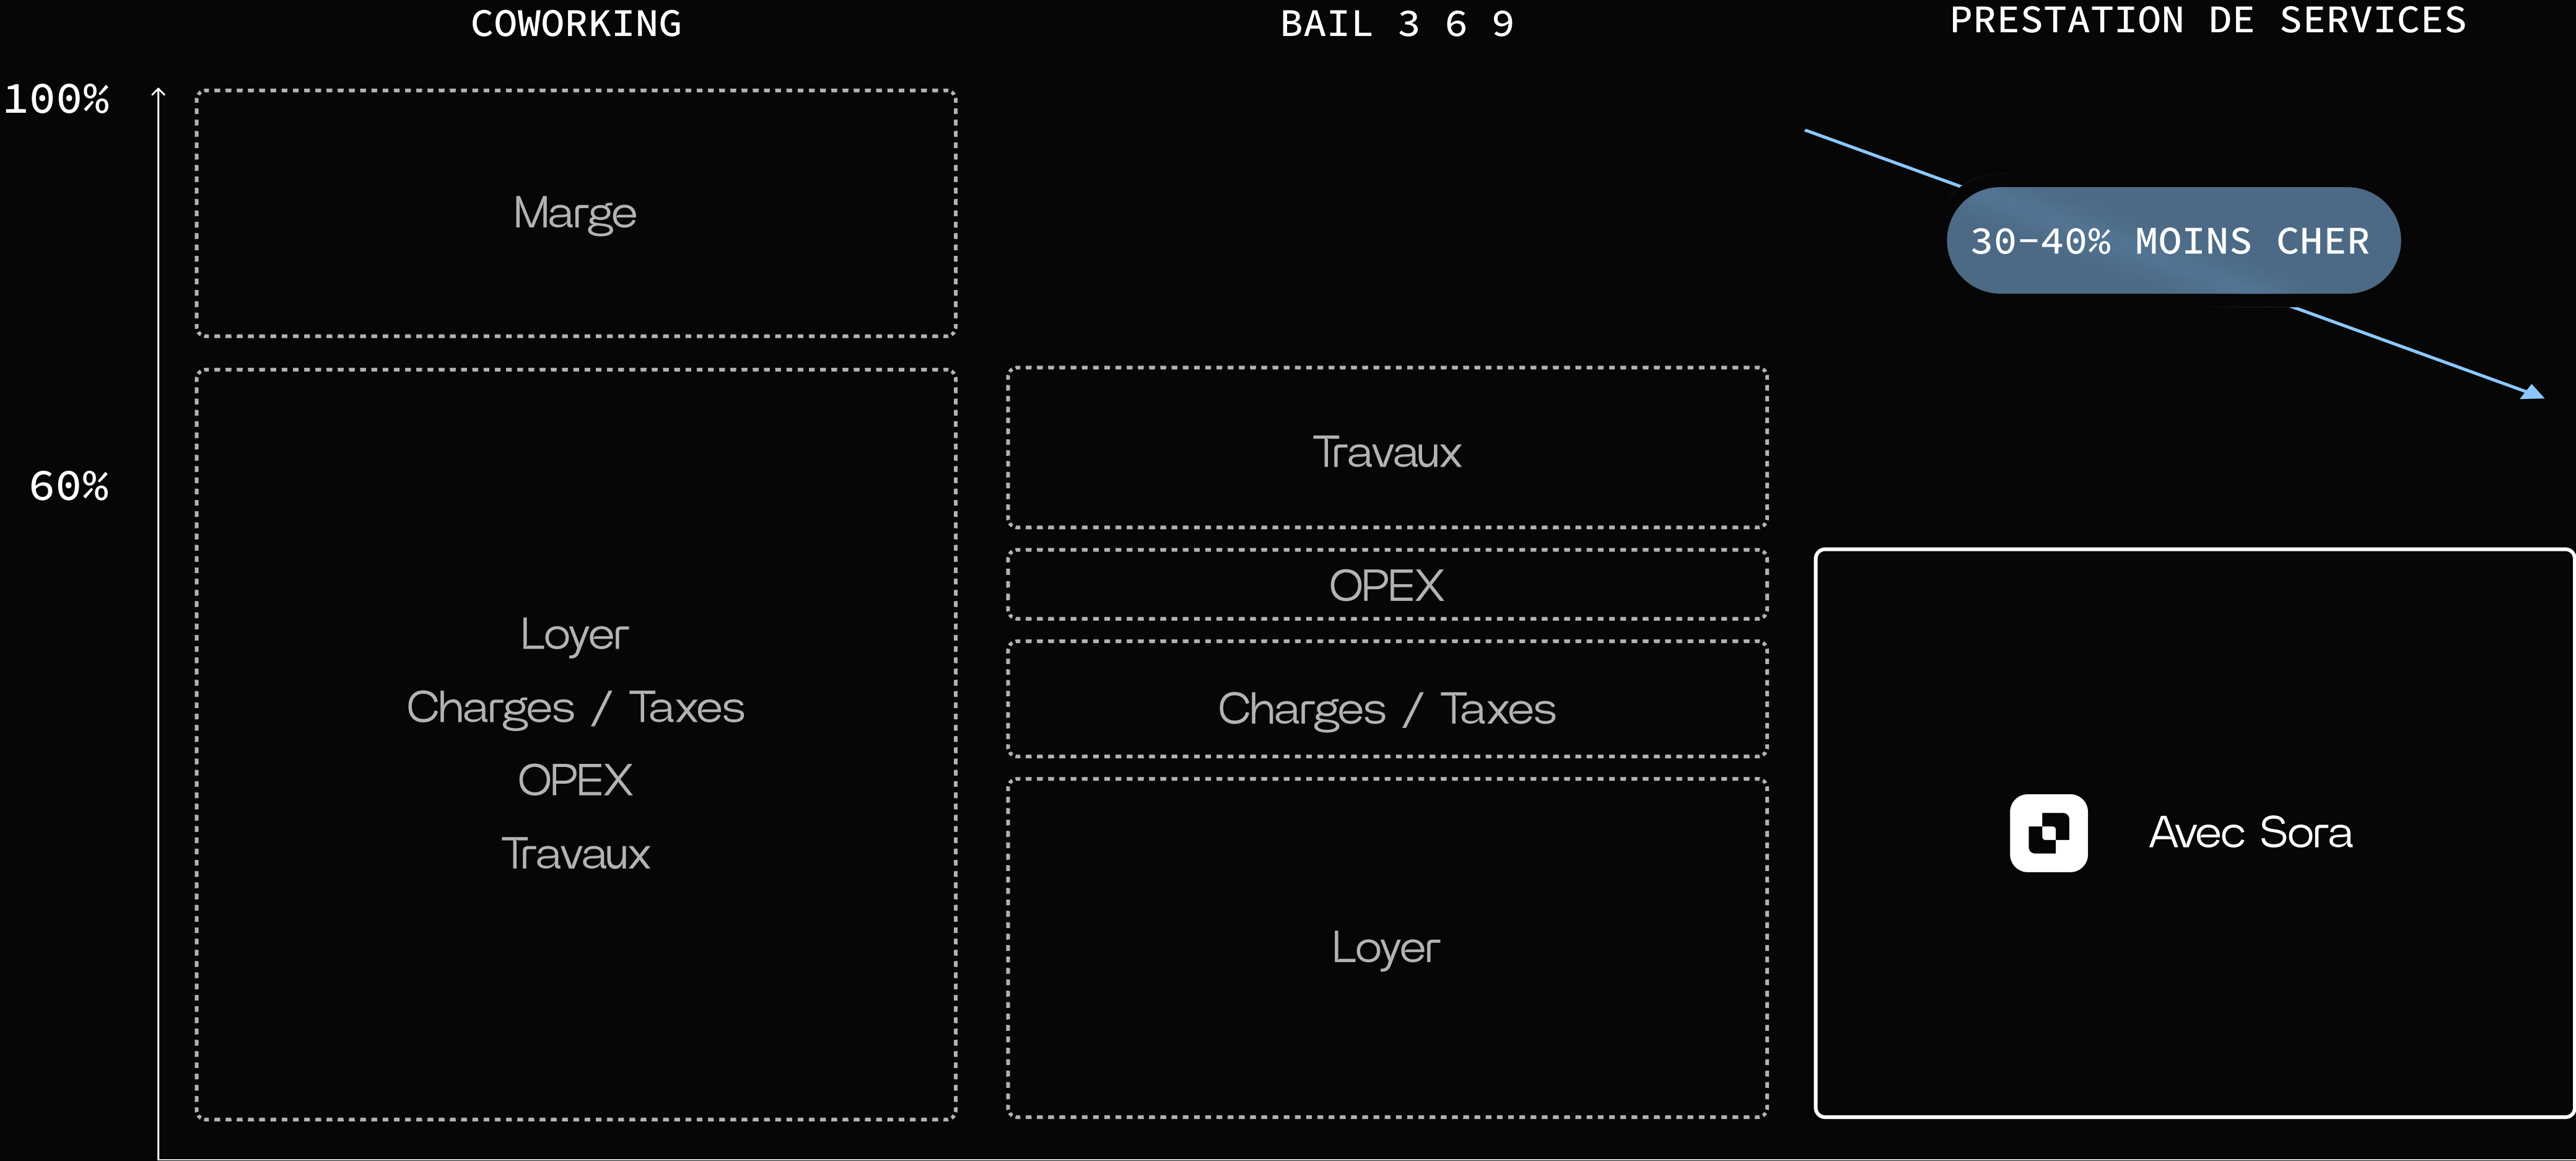 COWORKING
BAIL 3 6 9
PRESTATION DE SERVICES
100%
60%
Marge
Loyer
Charges / Taxes
OPEX
Travaux
Travaux
OPEX
Charges / Taxes
Loyer
30-40% MOINS CHER
Avec Sora